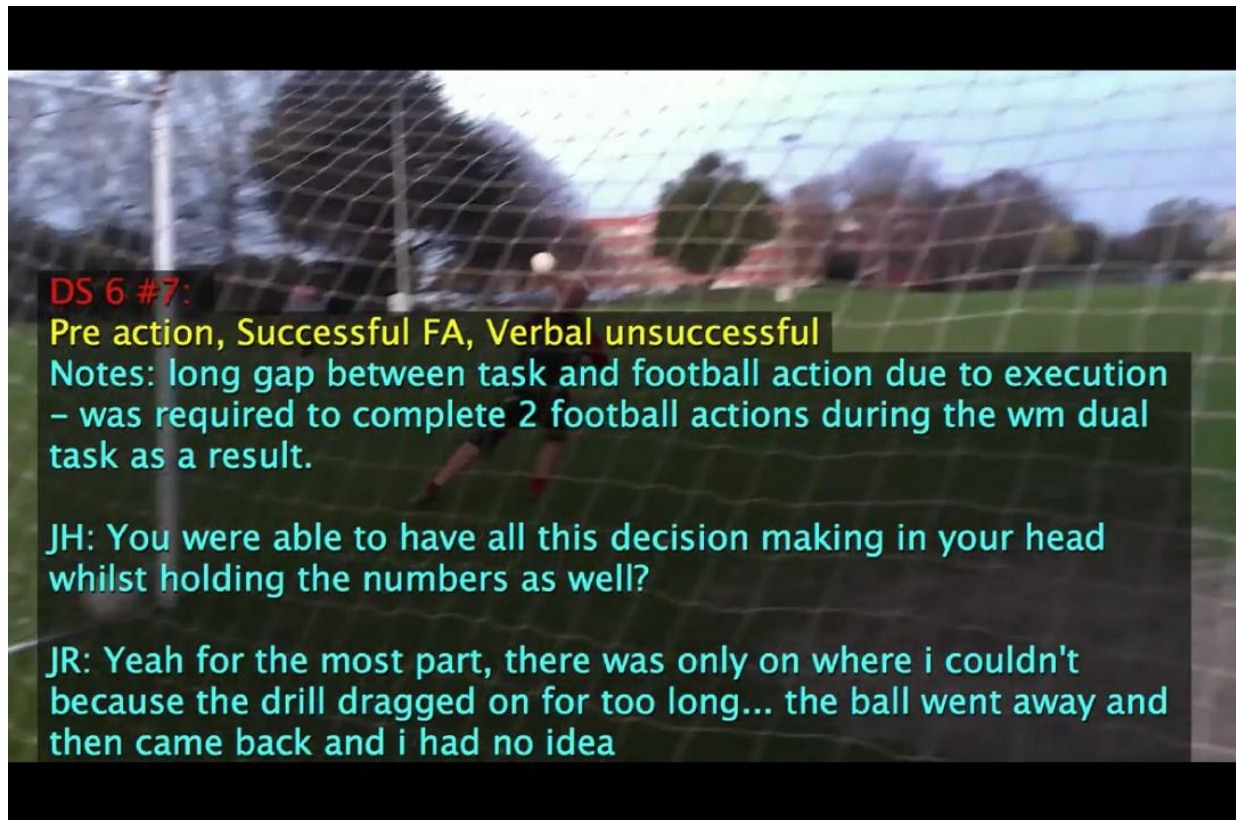 DS 6 #7:
Pre action, Successful FA, Verbal unsuccessful
Notes: long gap between task and football action due to execution
– was required to complete 2 football actions during the wm dual
task as a result.
JH: You were able to have all this decision making in your head
whilst holding the numbers as well?
JR: Yeah for the most part, there was only on where i couldn't
because the drill dragged on for too long... the ball went away and
then came back and i had no idea